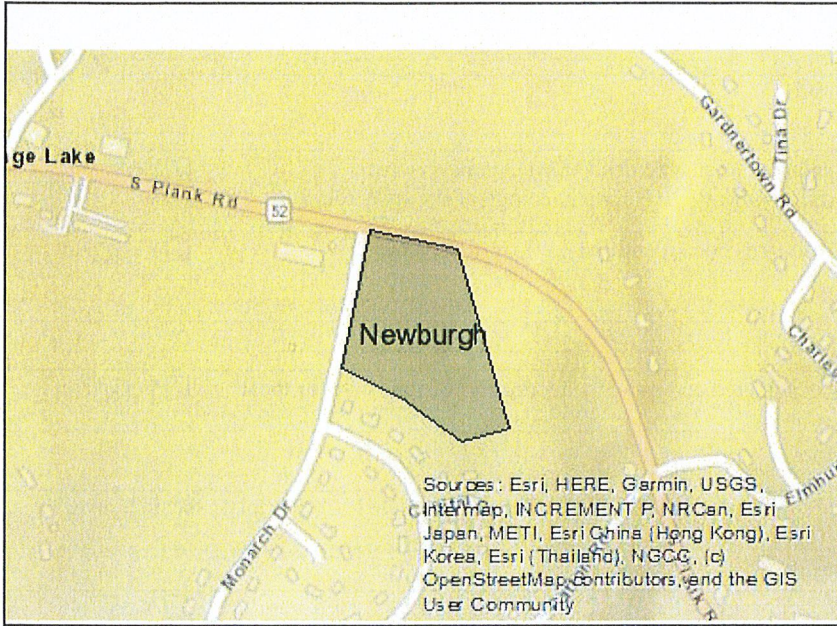 Gardnertown Rd
Tina Dr
ge Lake
S Plank Rd
52
Newburgh
Monarch Dr
Sources: Esri, HERE, Garmin, USGS,
Intermap, INCREMENT P, NRCan, Esri
Japan, METI, Esri China (Hong Kong), Esri
Korea, Esri (Thailand), NGCC, (c)
OpenStreetMap contributors, and the GIS
User Community